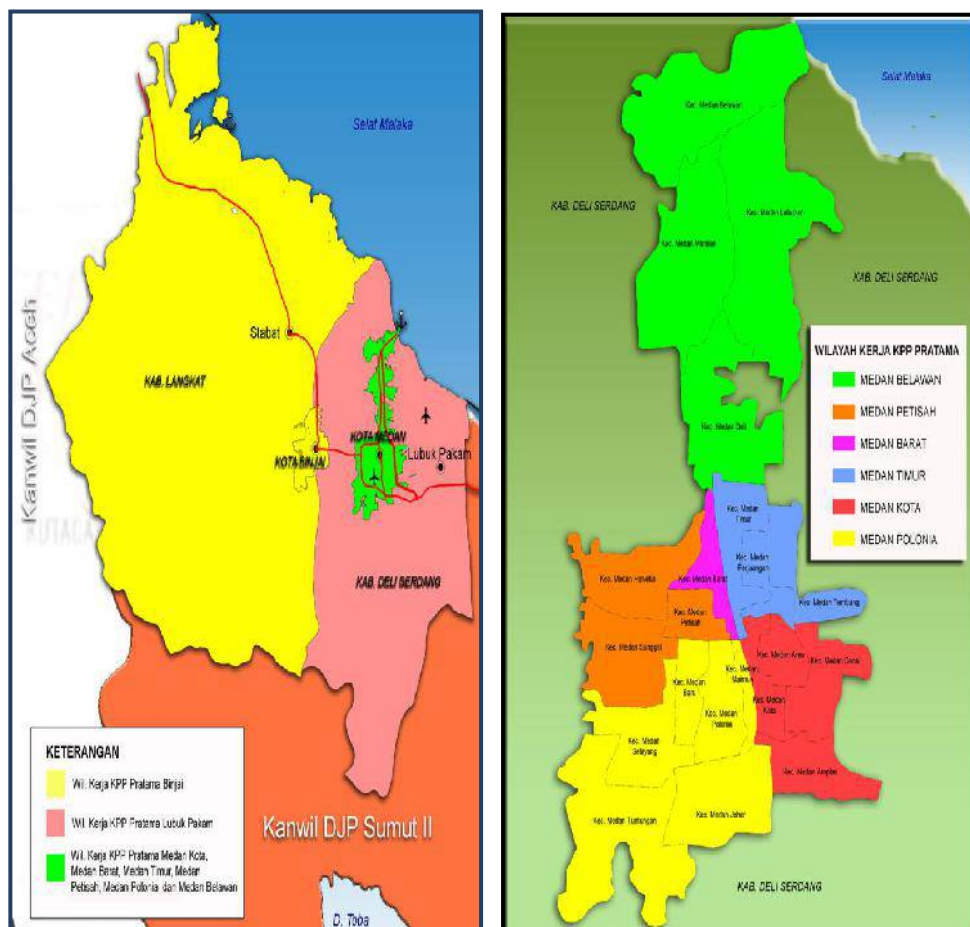 Selat Malaka
Kanwil DJP Aceh
Stabat
KAB. LANGKAT
KOTA MEDAN
Lubuk Pakam
KOTA BINJAI
KAB. DELI SERDANG
KETERANGAN
Wil. Kerja KPP Pratama Binjai
Wil. Kerja KPP Pratama Lubuk Pakam
Wil. Kerja KPP Pratama Medan Kota,
Medan Barat, Medan Timur, Medan
Petisah, Medan Polonia dan Medan Belawan
Kanwil DJP Sumut II
D. Toba
Selat Malaka
Kec. Medan Belawan
KAB. DELI SERDANG
Kec. Medan Labuhan
Kec. Medan Marelan
KAB. DELI SERDANG
Kec. Medan Deli
WILAYAH KERJA KPP PRATAMA
MEDAN BELAWAN
MEDAN PETISAH
MEDAN BARAT
MEDAN TIMUR
MEDAN KOTA
MEDAN POLONIA
Kec. Medan
Timur
Kec. Medan
Perjuangan
Kec. Medan Helvetia
Kec. Medan Barat
Kec. Medan Tembung
Kec. Medan
Petisah
Kec. Medan Sunggal
Kec. Medan Area
Kec. Medan Denai
Kec. Medan
Maimun
Kec. Medan
Baru
Kec. Medan
Polonia
Kec. Medan
Kota
Kec. Medan
Selayang
Kec. Medan Amplas
Kec. Medan Tuntungan
Kec. Medan Johor
KAB. DELI SERDANG